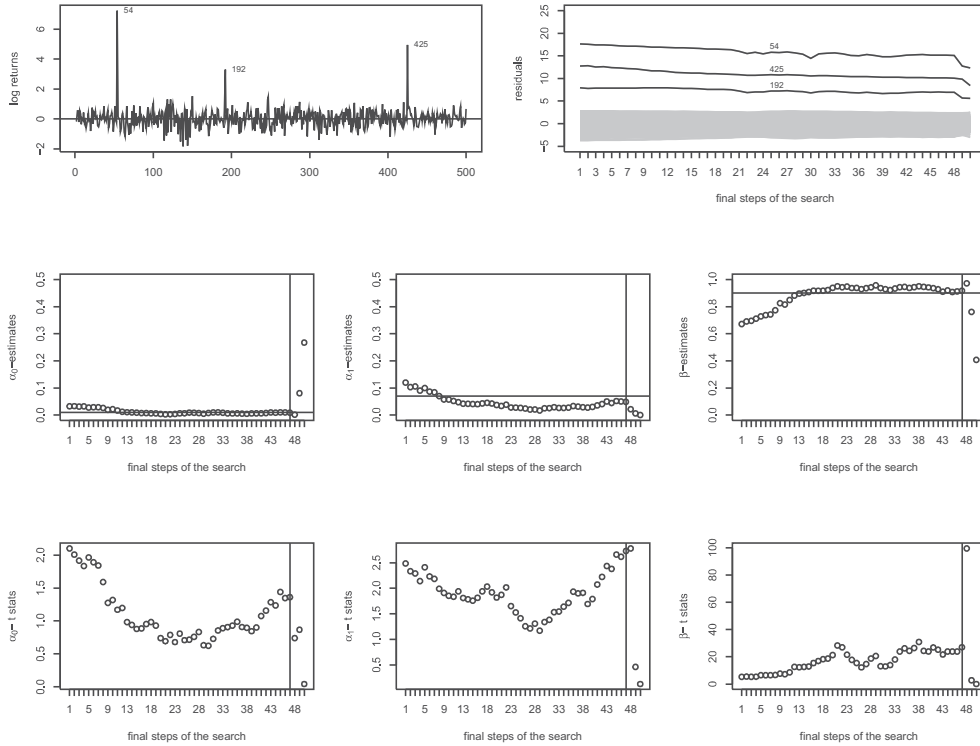 log returns
6
4
2
0
−2
54
192
425
0 100 200 300 400 500
residuals
25
20
15
10
5
0
−5
54
425
192
1 3 5 7 9 12 15 18 21 24 27 30 33 36 39 42 45 48
final steps of the search
α0−estimates
0.5
0.4
0.3
0.2
0.1
0.0
1 5 8 13 18 23 28 33 38 43 48
final steps of the search
α1−estimates
0.5
0.4
0.3
0.2
0.1
0.0
1 5 8 13 18 23 28 33 38 43 48
final steps of the search
β−estimates
1.0
0.8
0.6
0.4
0.2
0.0
1 5 8 13 18 23 28 33 38 43 48
final steps of the search
α0− t stats
2.0
1.5
1.0
0.5
0.0
1 5 8 13 18 23 28 33 38 43 48
final steps of the search
α1− t stats
2.5
2.0
1.5
1.0
0.5
1 5 8 13 18 23 28 33 38 43 48
final steps of the search
β− t stats
100
80
60
40
20
0
1 5 8 13 18 23 28 33 38 43 48
final steps of the search